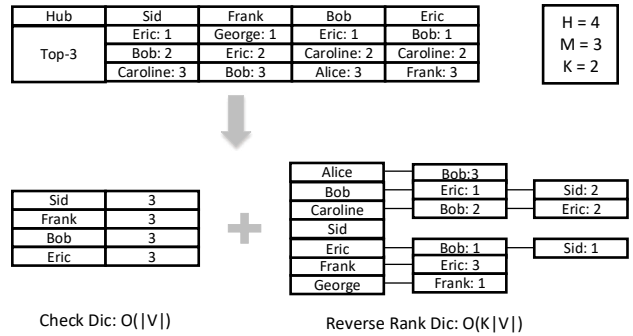 Hub Sid Frank Bob Eric
Top-3
Eric: 1 George: 1 Eric: 1 Bob: 1
Bob: 2 Eric: 2 Caroline: 2 Caroline: 2
Caroline: 3 Bob: 3 Alice: 3 Frank: 3
H = 4
M = 3
K = 2
Sid 3
Frank 3
Bob 3
Eric 3
Check Dic: O(|V|)
Alice Bob:3
Bob Eric: 1 Sid: 2
Caroline Bob: 2 Eric: 2
Sid
Eric Bob: 1 Sid: 1
Frank Eric: 3
George Frank: 1
Reverse Rank Dic: O(K|V|)